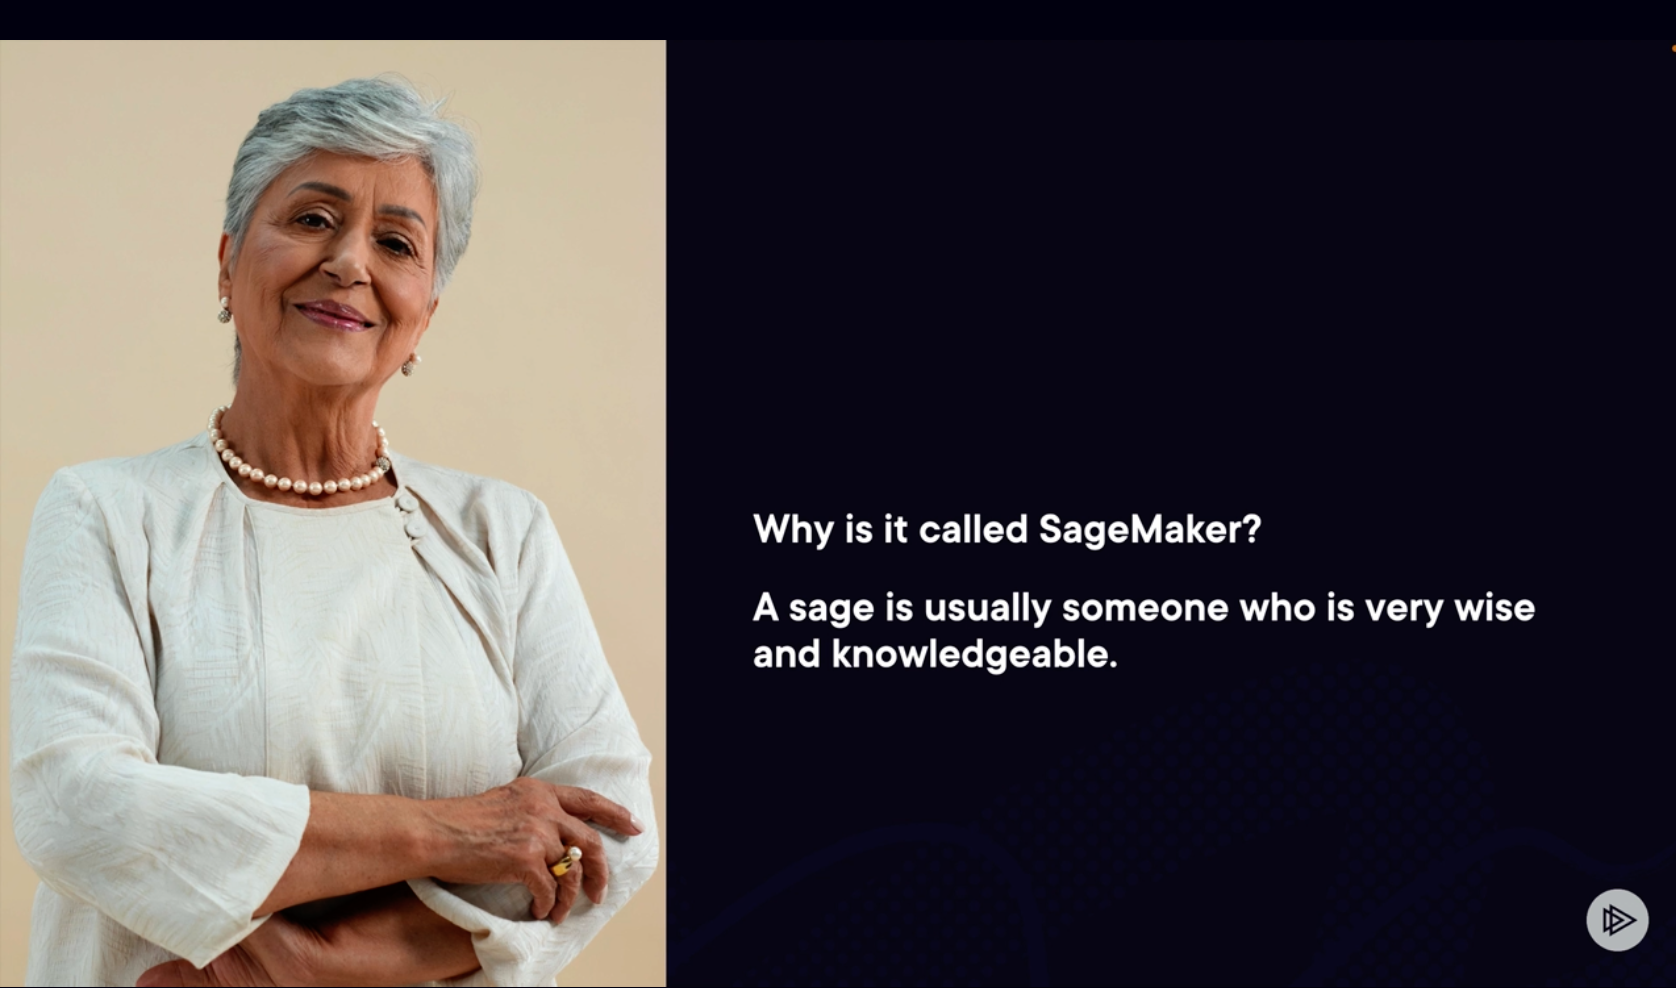 Why is it called SageMaker?
A sage is usually someone who is very wise
and knowledgeable.